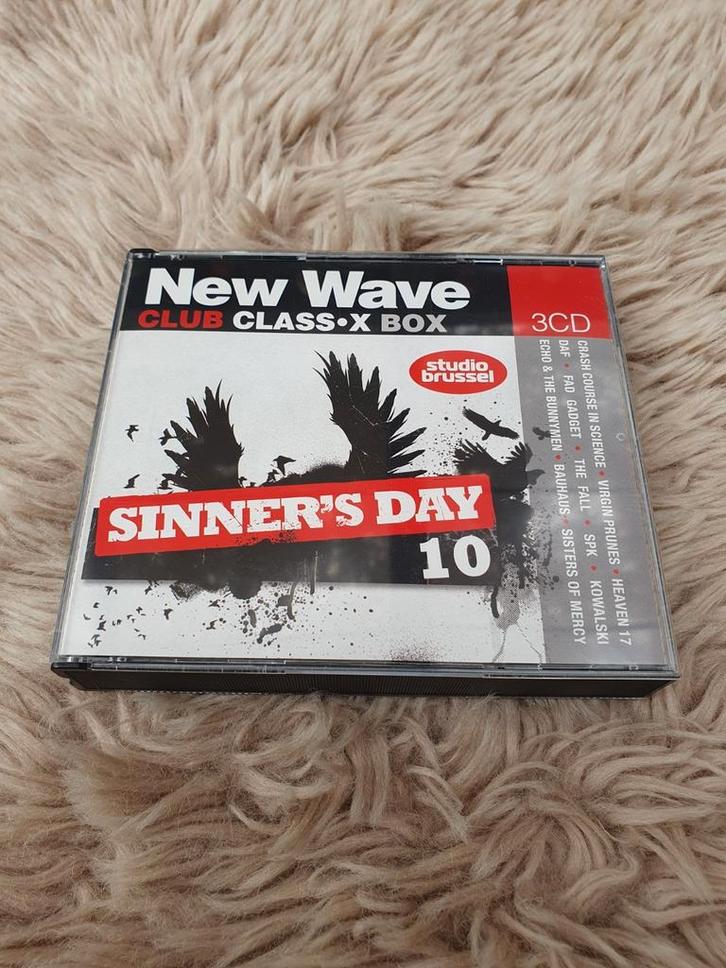 New Wave
CLUB CLASS•X BOX
3CD
studio
brussel
SINNER'S DAY
10
CRASH COURSE IN SCIENCE • VIRGIN PRUNES • HEAVEN 17
DAF • FAD GADGET • THE FALL • SPK • KOWALSKI
ECHO & THE BUNNYMEN • BAUHAUS • SISTERS OF MERCY